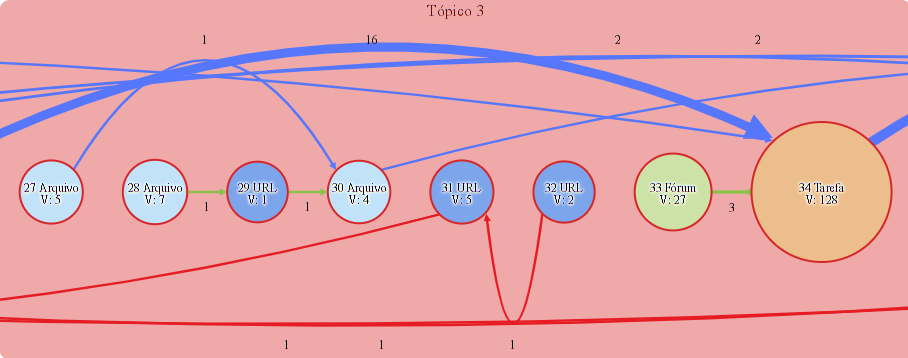 Tópico 3
1
16
2
2
27 Arquivo
V: 5
28 Arquivo
V: 7
1
29 URL
V: 1
1
30 Arquivo
V: 4
31 URL
V: 5
32 URL
V: 2
33 Fórum
V: 27
3
34 Tarefa
V: 128
1
1
1